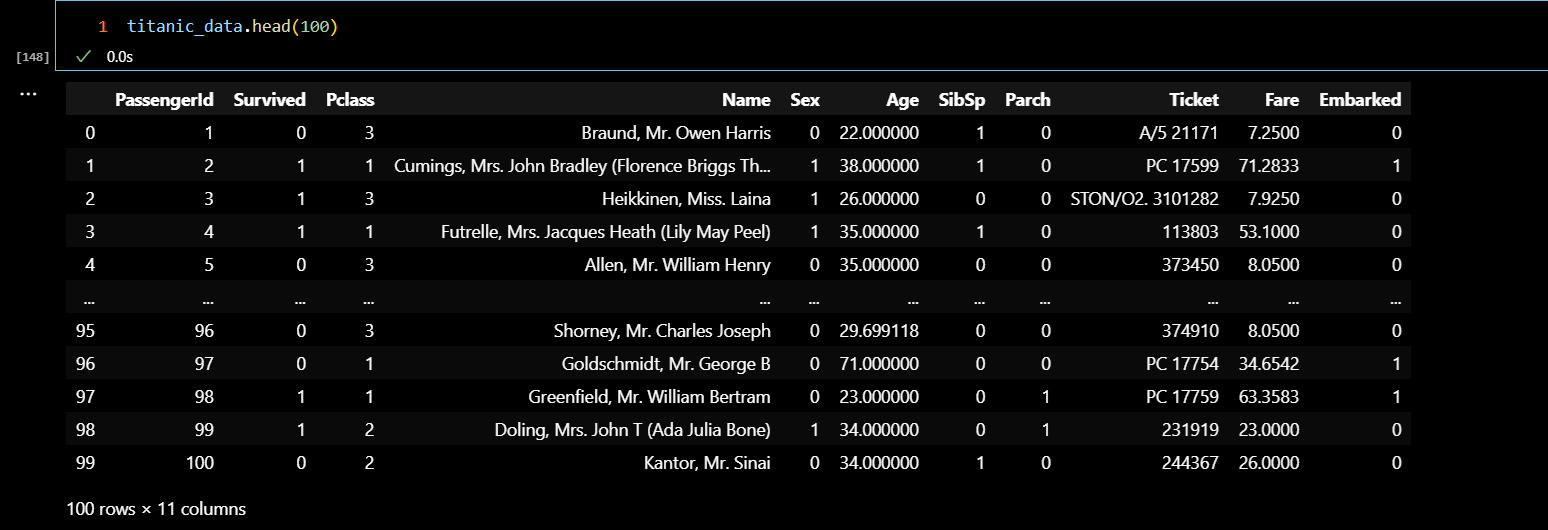 1 titanic_data.head(100)
[148] ✓ 0.0s
...
PassengerId Survived Pclass Name Sex Age SibSp Parch Ticket Fare Embarked
0 1 0 3 Braund, Mr. Owen Harris 0 22.000000 1 0 A/5 21171 7.2500 0
1 2 1 1 Cumings, Mrs. John Bradley (Florence Briggs Th... 1 38.000000 1 0 PC 17599 71.2833 1
2 3 1 3 Heikkinen, Miss. Laina 1 26.000000 0 0 STON/O2. 3101282 7.9250 0
3 4 1 1 Futrelle, Mrs. Jacques Heath (Lily May Peel) 1 35.000000 1 0 113803 53.1000 0
4 5 0 3 Allen, Mr. William Henry 0 35.000000 0 0 373450 8.0500 0
... ... ... ... ... ... ... ... ... ... ... ...
95 96 0 3 Shorney, Mr. Charles Joseph 0 29.699118 0 0 374910 8.0500 0
96 97 0 1 Goldschmidt, Mr. George B 0 71.000000 0 0 PC 17754 34.6542 1
97 98 1 1 Greenfield, Mr. William Bertram 0 23.000000 0 1 PC 17759 63.3583 1
98 99 1 2 Doling, Mrs. John T (Ada Julia Bone) 1 34.000000 0 1 231919 23.0000 0
99 100 0 2 Kantor, Mr. Sinai 0 34.000000 1 0 244367 26.0000 0
100 rows × 11 columns